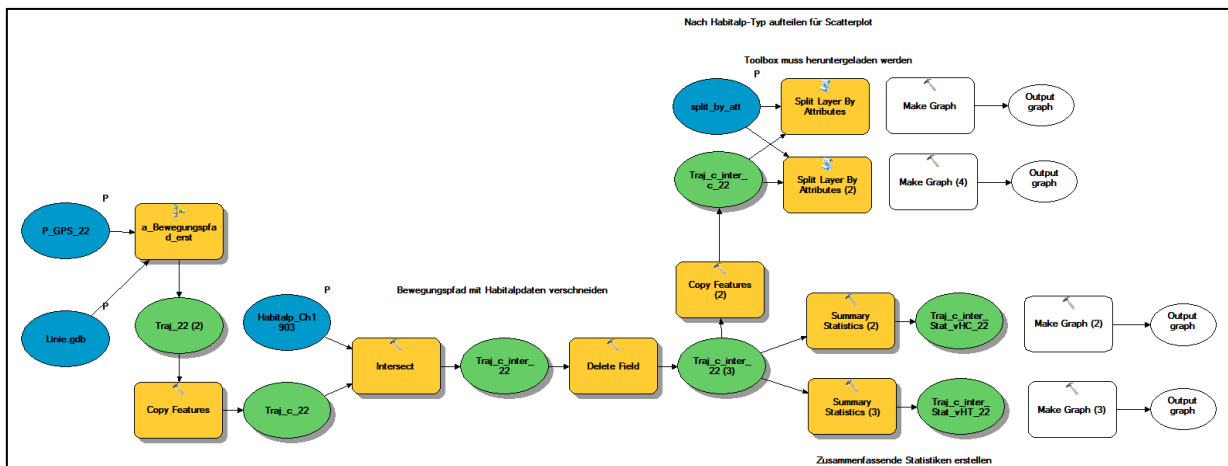 Nach Habitalp-Typ aufteilen für Scatterplot
Toolbox muss heruntergeladen werden
P
split_by_att
Split Layer By
Attributes
Make Graph
Output
graph
Traj_c_inter_
c_22
Split Layer By
Attributes (2)
Make Graph (4)
Output
graph
P
P_GPS_22
a_Bewegungspfa
d_erst
P
Linie.gdb
Traj_22 (2)
Copy Features
Traj_c_22
Bewegungspfad mit Habitalpdaten verschneiden
P
Habitalp_Ch1
903
Intersect
Traj_c_inter_
22
Delete Field
Traj_c_inter_
22 (3)
Copy Features
(2)
Summary
Statistics (2)
Traj_c_inter_
Stat_vHC_22
Make Graph (2)
Output
graph
Summary
Statistics (3)
Traj_c_inter_
Stat_vHT_22
Make Graph (3)
Output
graph
Zusammenfassende Statistiken erstellen